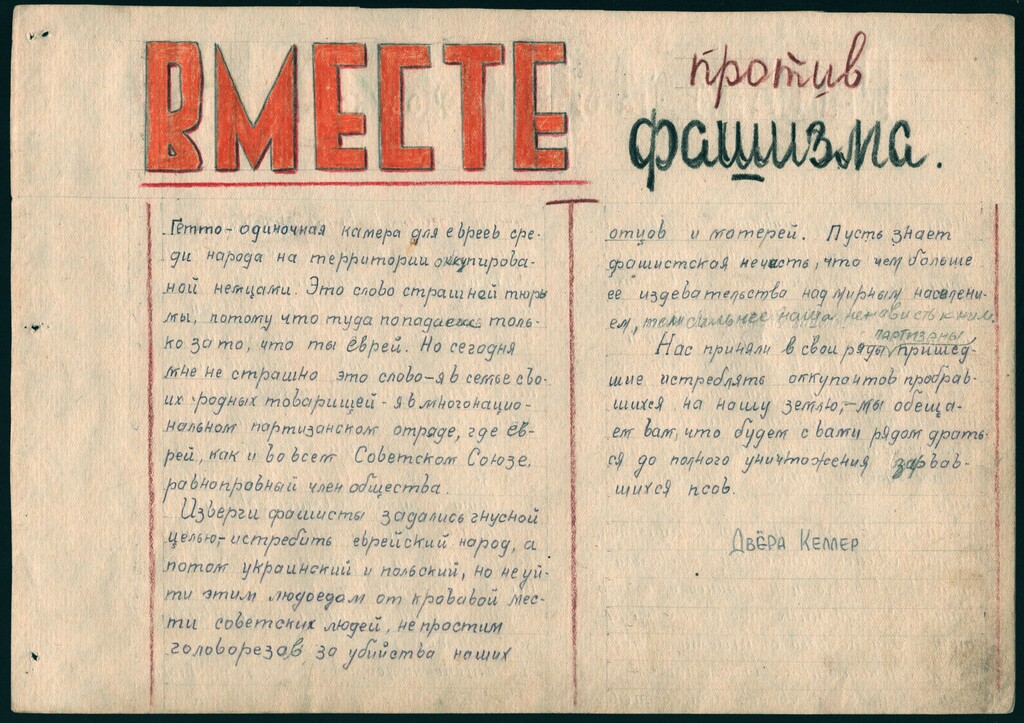 ВМЕСТЕ против
фашизма.
Гетто - одиночная камера для евреев сре-
ди народа на территории оккупирова-
ной немцами. Это слово страшней тюрь
мы, потому что туда попадаешь толь-
ко за то, что ты еврей. Но сегодня
мне не страшно это слово - я в семье сво-
их родных товарищей - я в многонацио-
нальном партизанском отряде, где ев-
рей, как и во всем Советском Союзе,
равноправный член общества.
Изверги фашисты задались гнусной
целью, - истребить еврейский народ, а
потом украинский и польский, но не уй-
ти этим людоедам от кровавой мес-
ти советских людей, не простим
головорезав за убийства наших
отцов и матерей. Пусть знает
фашистская нечисть, что чем больше
её издевательства над мирным населени-
ем, тем сильнее наша ненависть к ним.
партизаны
Нас приняли в свои ряды, пришед-
шие истреблять оккупантов пробрав-
шихся на нашу землю, - мы обеща-
ем вам, что будем с вами рядом драть-
ся до полного уничтожения зарвав-
шихся псов.
Двёра Келлер